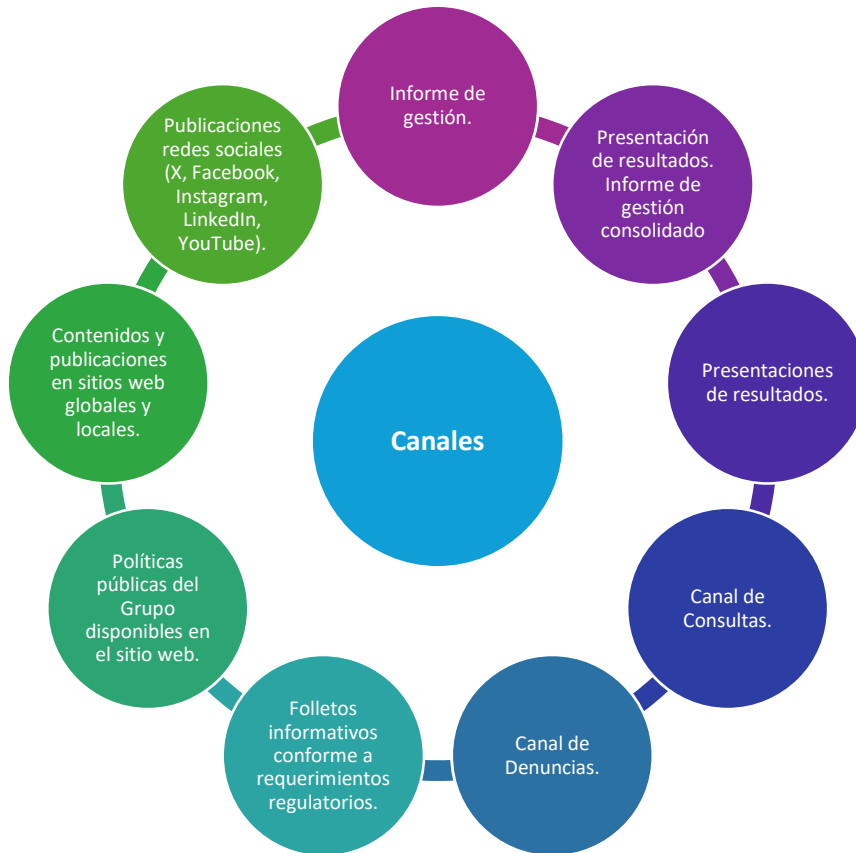 Informe de
gestión.
Presentación
de resultados.
Informe de
gestión
consolidado
Presentaciones
de resultados.
Canal de
Consultas.
Canal de
Denuncias.
Folletos
informativos
conforme a
requerimientos
regulatorios.
Políticas
públicas del
Grupo
disponibles en
el sitio web.
Contenidos y
publicaciones
en sitios web
globales y
locales.
Publicaciones
redes sociales
(X, Facebook,
Instagram,
LinkedIn,
YouTube).
Canales